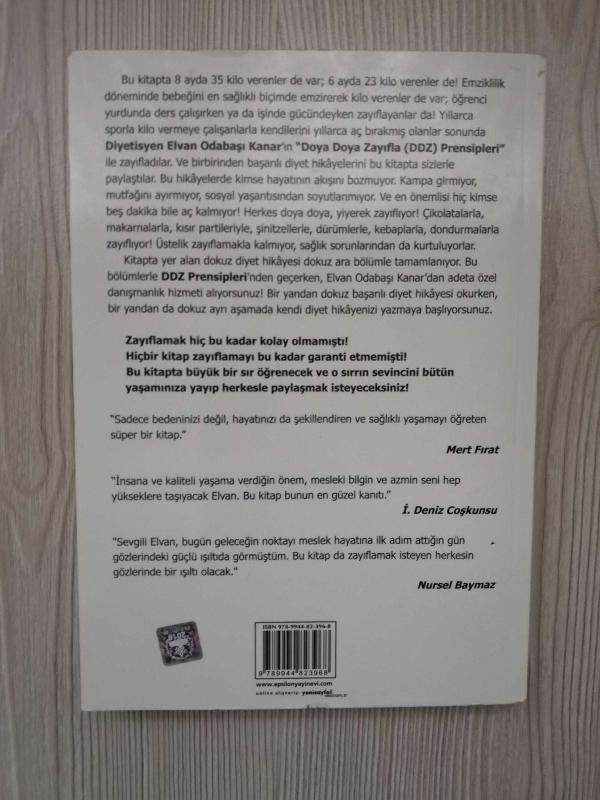 Bu kitapta 8 ayda 35 kilo verenler de var; 6 ayda 23 kilo verenler de! Emziklilik
döneminde bebeğini en sağlıklı biçimde emzirerek kilo verenler de var; öğrenci
yurdunda ders çalışırken ya da işinde gücündeyken zayıflayanlar da! Yıllarca
sporla kilo vermeye çalışanlarla kendilerini yıllarca aç bırakmış olanlar sonunda
Diyetisyen Elvan Odabaşı Kanar'ın "Doya Doya Zayıfla (DDZ) Prensipleri"
ile zayıfladılar. Ve birbirinden başarılı diyet hikâyelerini bu kitapta sizlerle
paylaştılar. Bu hikâyelerde kimse hayatının akışını bozmuyor. Kampa girmiyor,
mutfağını ayırmıyor, sosyal yaşantısından soyutlanmıyor. Ve en önemlisi hiç kimse
beş dakika bile aç kalmıyor! Herkes doya doya, yiyerek zayıflıyor! Çikolatalarla,
makarnalarla, kısır partileriyle, şinitzellerle, dürümlerle, kebaplarla, dondurmalarla
zayıflıyor! Üstelik zayıflamakla kalmıyor, sağlık sorunlarından da kurtuluyorlar.
Kitapta yer alan dokuz diyet hikâyesi dokuz ara bölümle tamamlanıyor. Bu
bölümlerle DDZ Prensipleri'nden geçerken, Elvan Odabaşı Kanar'dan adeta özel
danışmanlık hizmeti alıyorsunuz! Bir yandan dokuz başarılı diyet hikâyesi okurken,
bir yandan da dokuz ayrı aşamada kendi diyet hikâyenizi yazmaya başlıyorsunuz.
Zayıflamak hiç bu kadar kolay olmamıştı!
Hiçbir kitap zayıflamayı bu kadar garanti etmemişti!
Bu kitapta büyük bir sır öğrenecek ve o sırrın sevincini bütün
yaşamınıza yayıp herkesle paylaşmak isteyeceksiniz!
"Sadece bedeninizi değil, hayatınızı da şekillendiren ve sağlıklı yaşamayı öğreten
süper bir kitap."
Mert Fırat
"İnsana ve kaliteli yaşama verdiğin önem, mesleki bilgin ve azmin seni hep
yükseklere taşıyacak Elvan. Bu kitap bunun en güzel kanıtı."
İ. Deniz Coşkunsu
"Sevgili Elvan, bugün geleceğin noktayı meslek hayatına ilk adım attığın gün
gözlerindeki güçlü ışıltıda görmüştüm. Bu kitap da zayıflamak isteyen herkesin
gözlerinde bir ışıltı olacak."
Nursel Baymaz
ISBN 978-9944-82-396-8
9 789944 823968
www.epsilonyayinevi.com
online alışveriş: yenisayfa